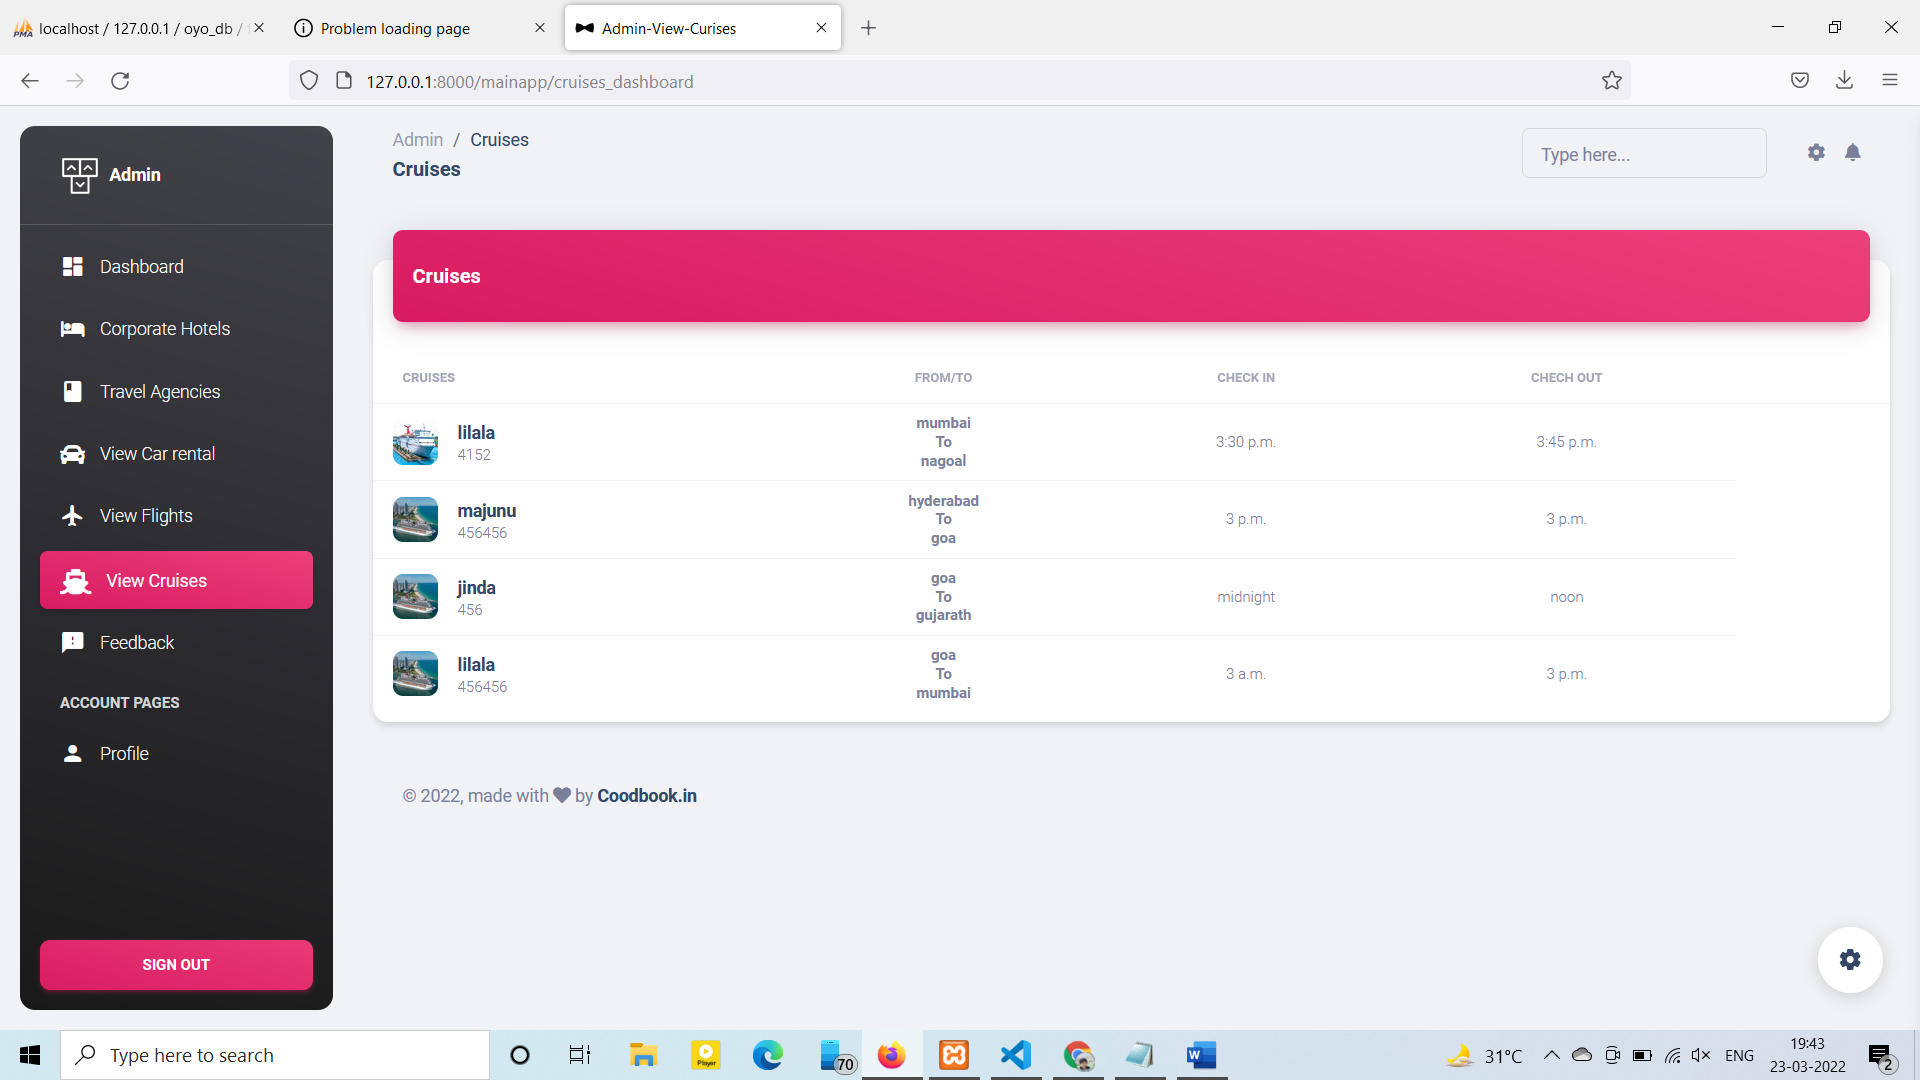 localhost / 127.0.0.1 / oyo_db /
Problem loading page
Admin-View-Curises
127.0.0.1:8000/mainapp/cruises_dashboard
Admin
Dashboard
Corporate Hotels
Travel Agencies
View Car rental
View Flights
View Cruises
Feedback
ACCOUNT PAGES
Profile
SIGN OUT
Admin / Cruises
Cruises
Type here...
Cruises
CRUISES FROM/TO CHECK IN CHECH OUT
lilala
4152
mumbai
To
nagoal
3:30 p.m.
3:45 p.m.
majunu
456456
hyderabad
To
goa
3 p.m.
3 p.m.
jinda
456
goa
To
gujarath
midnight
noon
lilala
456456
goa
To
mumbai
3 a.m.
3 p.m.
© 2022, made with by Coodbook.in
Type here to search
Player
70
31°C
ENG
19:43
23-03-2022
2